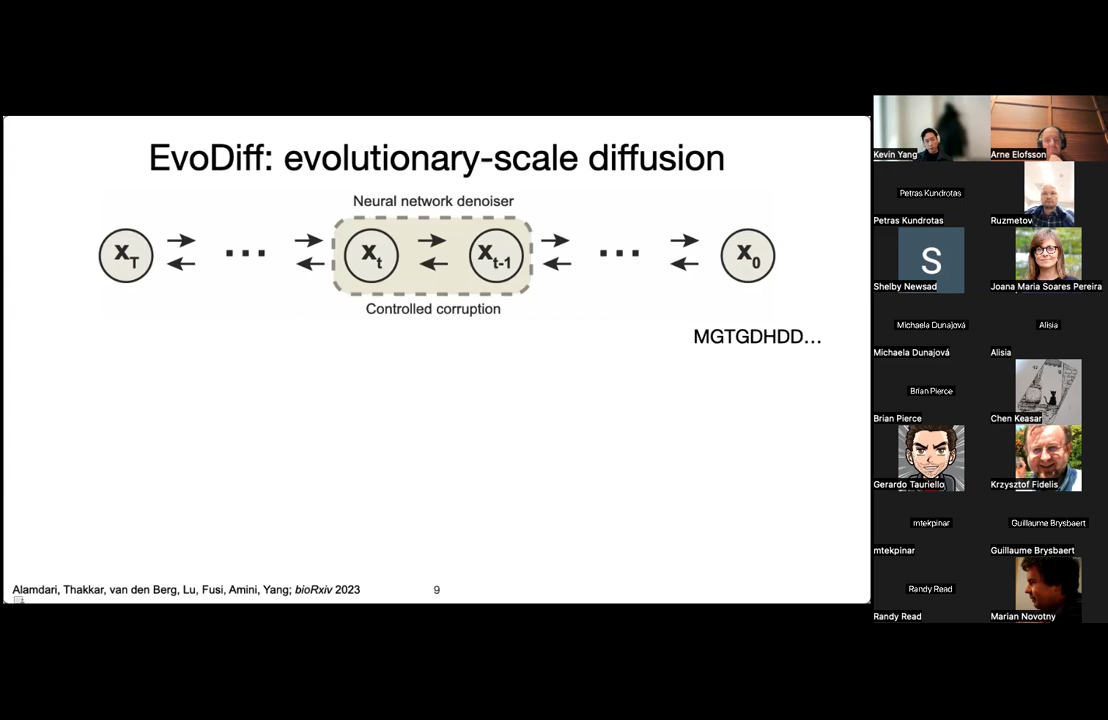 EvoDiff: evolutionary-scale diffusion
Neural network denoiser
xT
...
xt
xt-1
...
x0
Controlled corruption
MGTGDHDD...
Alamdari, Thakkar, van den Berg, Lu, Fusi, Amini, Yang; bioRxiv 2023
9
Kevin Yang
Arne Elofsson
Petras Kundrotas
Petras Kundrotas
Ruzmetov
S
Shelby Newsad
Joana Maria Soares Pereira
Michaela Dunajová
Alisia
Michaela Dunajová
Alisia
Brian Pierce
Brian Pierce
Chen Keasar
Gerardo Tauriello
Krzysztof Fidelis
mtekpinar
Guillaume Brysbaert
mtekpinar
Guillaume Brysbaert
Randy Read
Randy Read
Marian Novotny